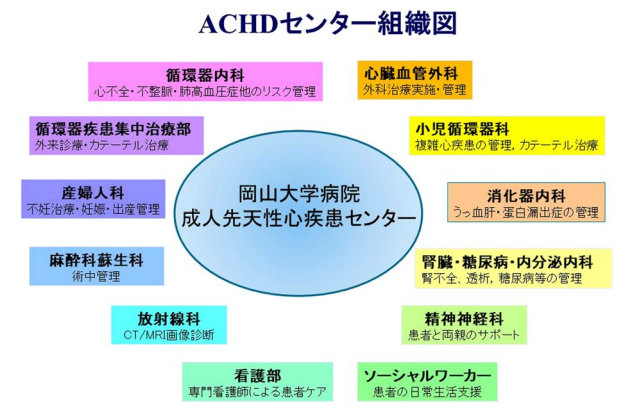 ACHDセンター組織図
循環器内科
心不全・不整脈・肺高血圧症他のリスク管理
心臓血管外科
外科治療実施・管理
循環器疾患集中治療部
外来診療・カテーテル治療
小児循環器科
複雑心疾患の管理，カテーテル治療
岡山大学病院
成人先天性心疾患センター
産婦人科
不妊治療・妊娠・出産管理
消化器内科
うっ血肝・蛋白漏出症の管理
麻酔科蘇生科
術中管理
腎臓・糖尿病・内分泌内科
腎不全、透析，糖尿病等の管理
放射線科
CT/MRI画像診断
精神神経科
患者と両親のサポート
看護部
専門看護師による患者ケア
ソーシャルワーカー
患者の日常生活支援